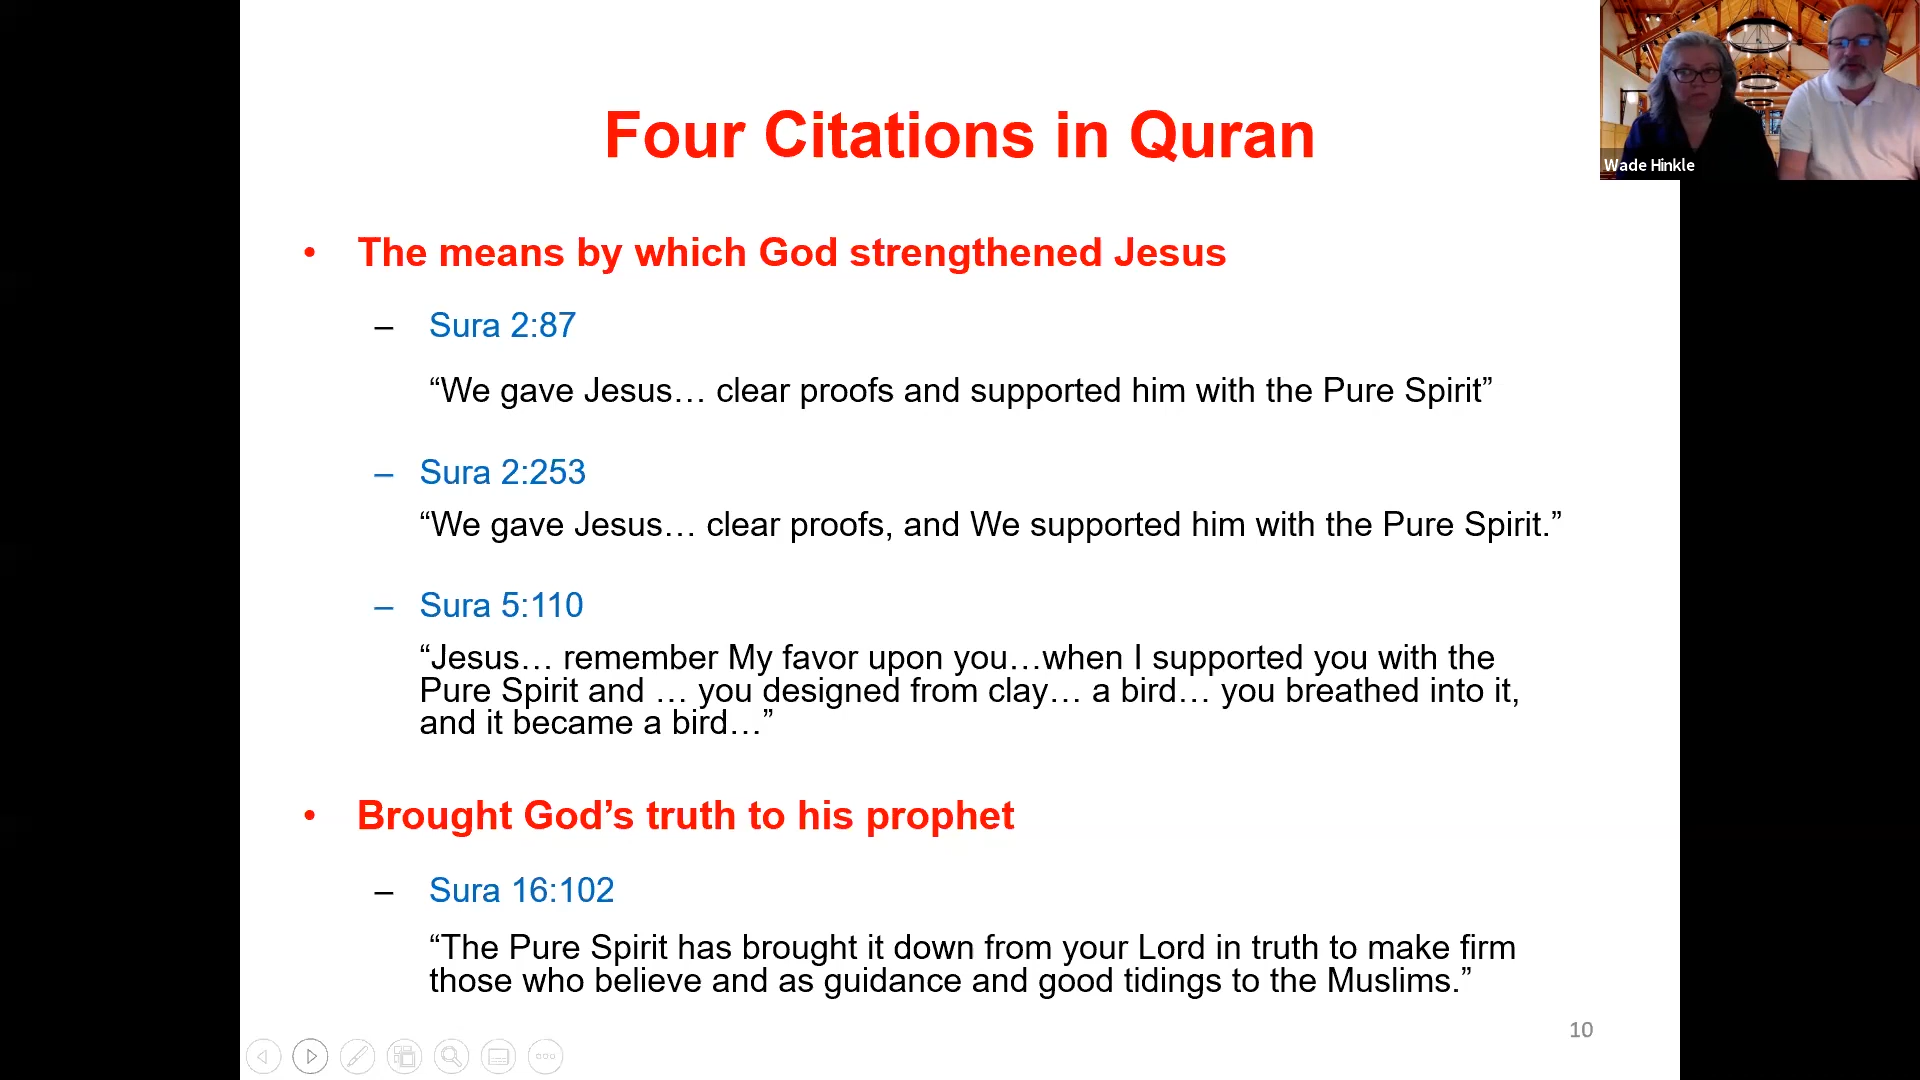 Four Citations in Quran
Wade Hinkle
• The means by which God strengthened Jesus
– Sura 2:87
“We gave Jesus… clear proofs and supported him with the Pure Spirit”
– Sura 2:253
“We gave Jesus… clear proofs, and We supported him with the Pure Spirit.”
– Sura 5:110
“Jesus… remember My favor upon you…when I supported you with the
Pure Spirit and … you designed from clay… a bird… you breathed into it,
and it became a bird…”
• Brought God’s truth to his prophet
– Sura 16:102
“The Pure Spirit has brought it down from your Lord in truth to make firm
those who believe and as guidance and good tidings to the Muslims.”
10